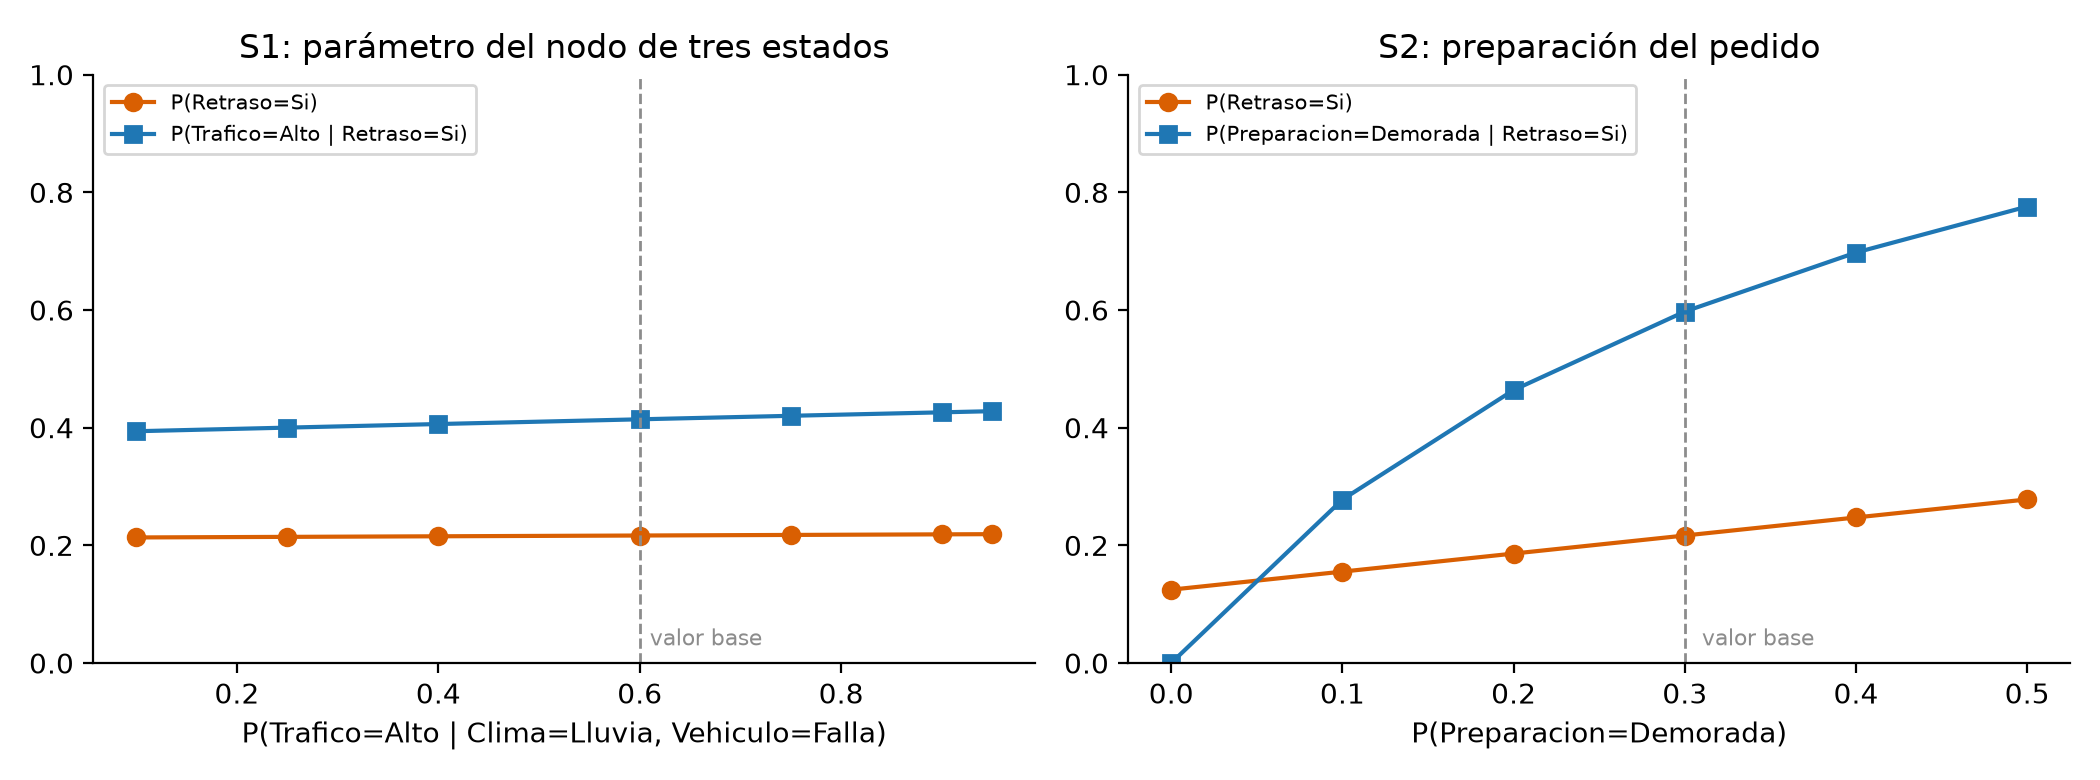 S1: parámetro del nodo de tres estados
P(Retraso=Si)
P(Trafico=Alto | Retraso=Si)
1.0
0.8
0.6
0.4
0.2
0.0
valor base
0.2
0.4
0.6
0.8
P(Trafico=Alto | Clima=Lluvia, Vehiculo=Falla)
S2: preparación del pedido
P(Retraso=Si)
P(Preparacion=Demorada | Retraso=Si)
1.0
0.8
0.6
0.4
0.2
0.0
valor base
0.0
0.1
0.2
0.3
0.4
0.5
P(Preparacion=Demorada)